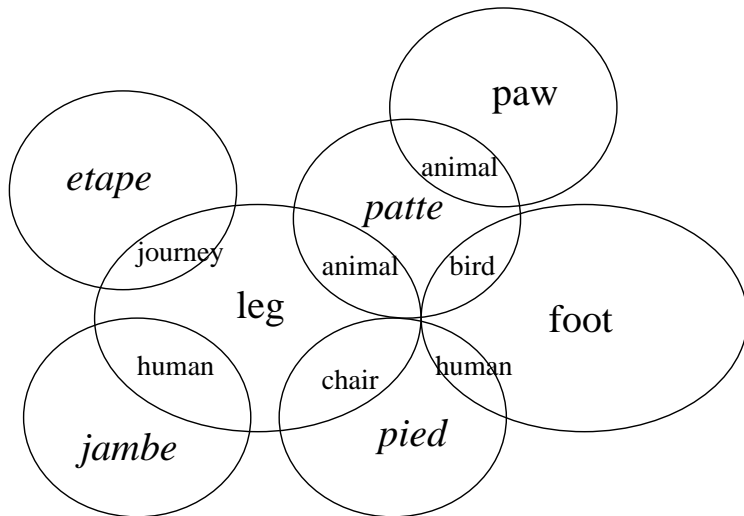 paw
animal
etape
patte
journey
animal
bird
leg
foot
human
chair
human
jambe
pied